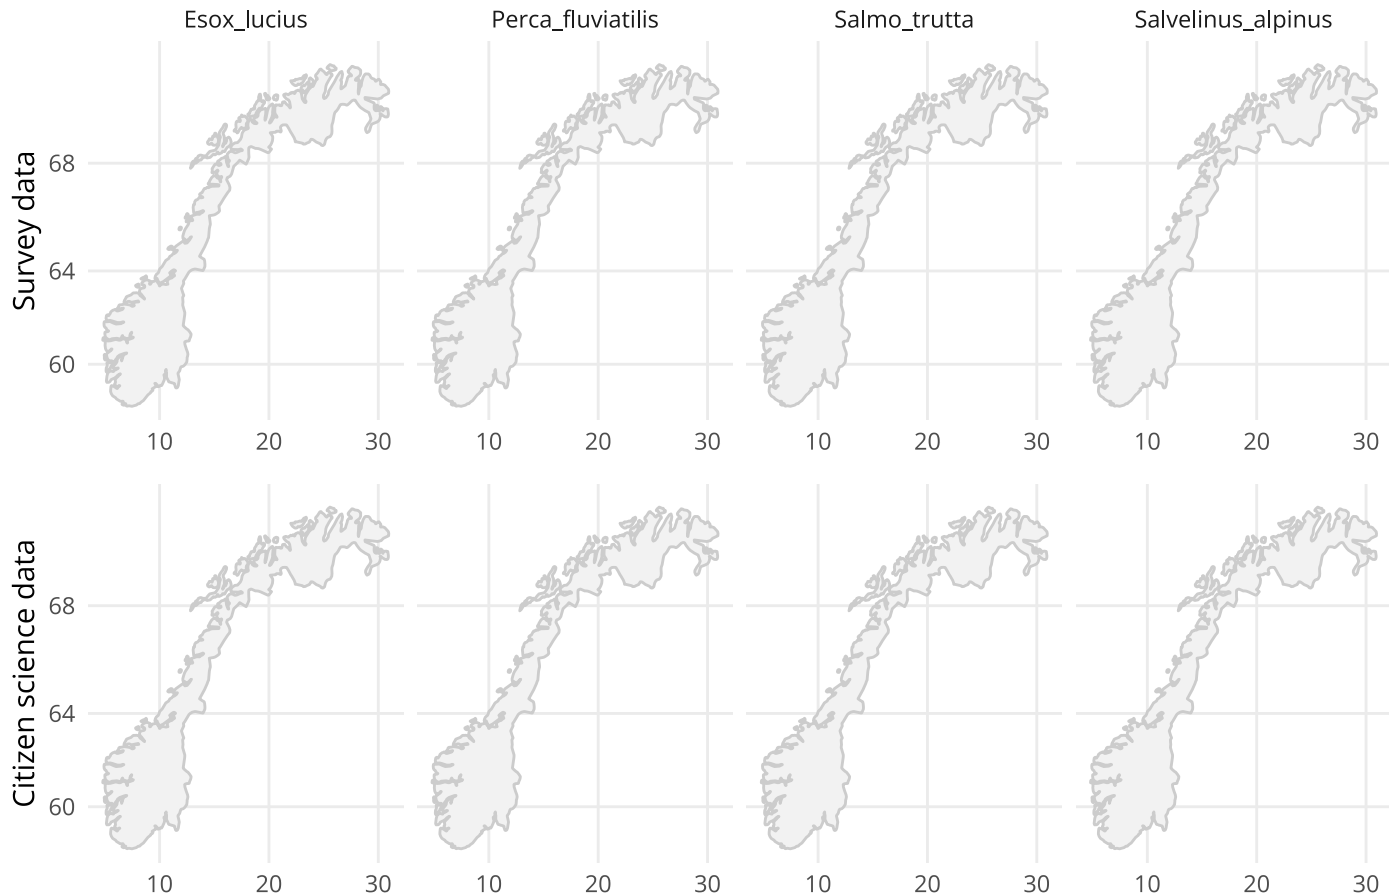 Esox_lucius Perca_fluviatilis Salmo_trutta Salvelinus_alpinus
Survey data
68
64
60
10 20 30 10 20 30 10 20 30 10 20 30
Citizen science data
68
64
60
10 20 30 10 20 30 10 20 30 10 20 30